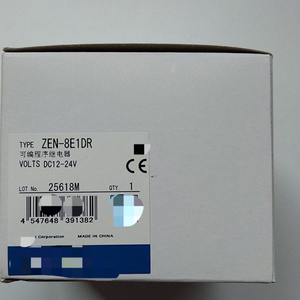 TYPE ZEN-8E1DR
可编程序继电器
VOLTS DC12-24V
LOT No. 25618M QTY 1
4 547648 391382
Corporation MADE IN CHINA